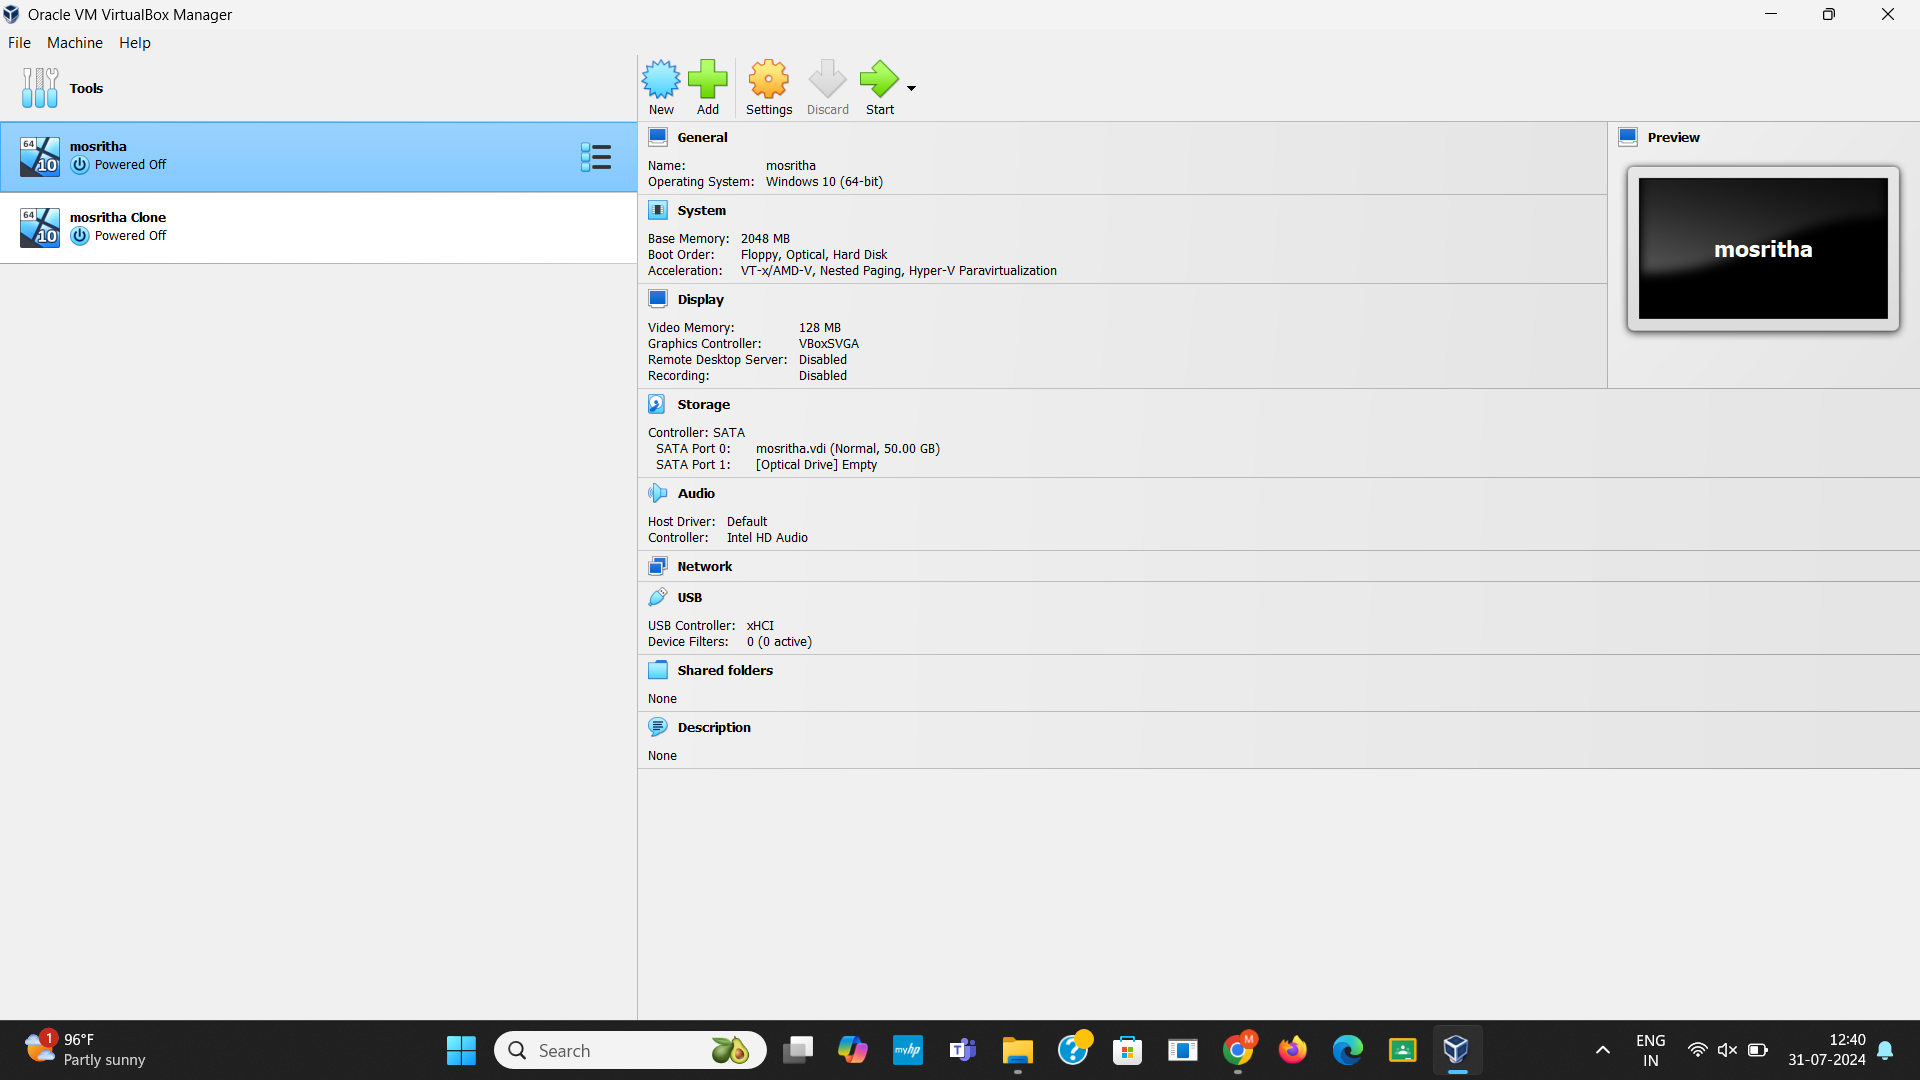 Oracle VM VirtualBox Manager
File Machine Help
Tools
New Add Settings Discard Start
64
10
mosritha
Powered Off
64
10
mosritha Clone
Powered Off
General
Name: mosritha
Operating System: Windows 10 (64-bit)
System
Base Memory: 2048 MB
Boot Order: Floppy, Optical, Hard Disk
Acceleration: VT-x/AMD-V, Nested Paging, Hyper-V Paravirtualization
Display
Video Memory: 128 MB
Graphics Controller: VBoxSVGA
Remote Desktop Server: Disabled
Recording: Disabled
Storage
Controller: SATA
SATA Port 0: mosritha.vdi (Normal, 50.00 GB)
SATA Port 1: [Optical Drive] Empty
Audio
Host Driver: Default
Controller: Intel HD Audio
Network
USB
USB Controller: xHCI
Device Filters: 0 (0 active)
Shared folders
None
Description
None
Preview
mosritha
1
96°F
Partly sunny
Search
myhp
T
M
ENG
IN
12:40
31-07-2024